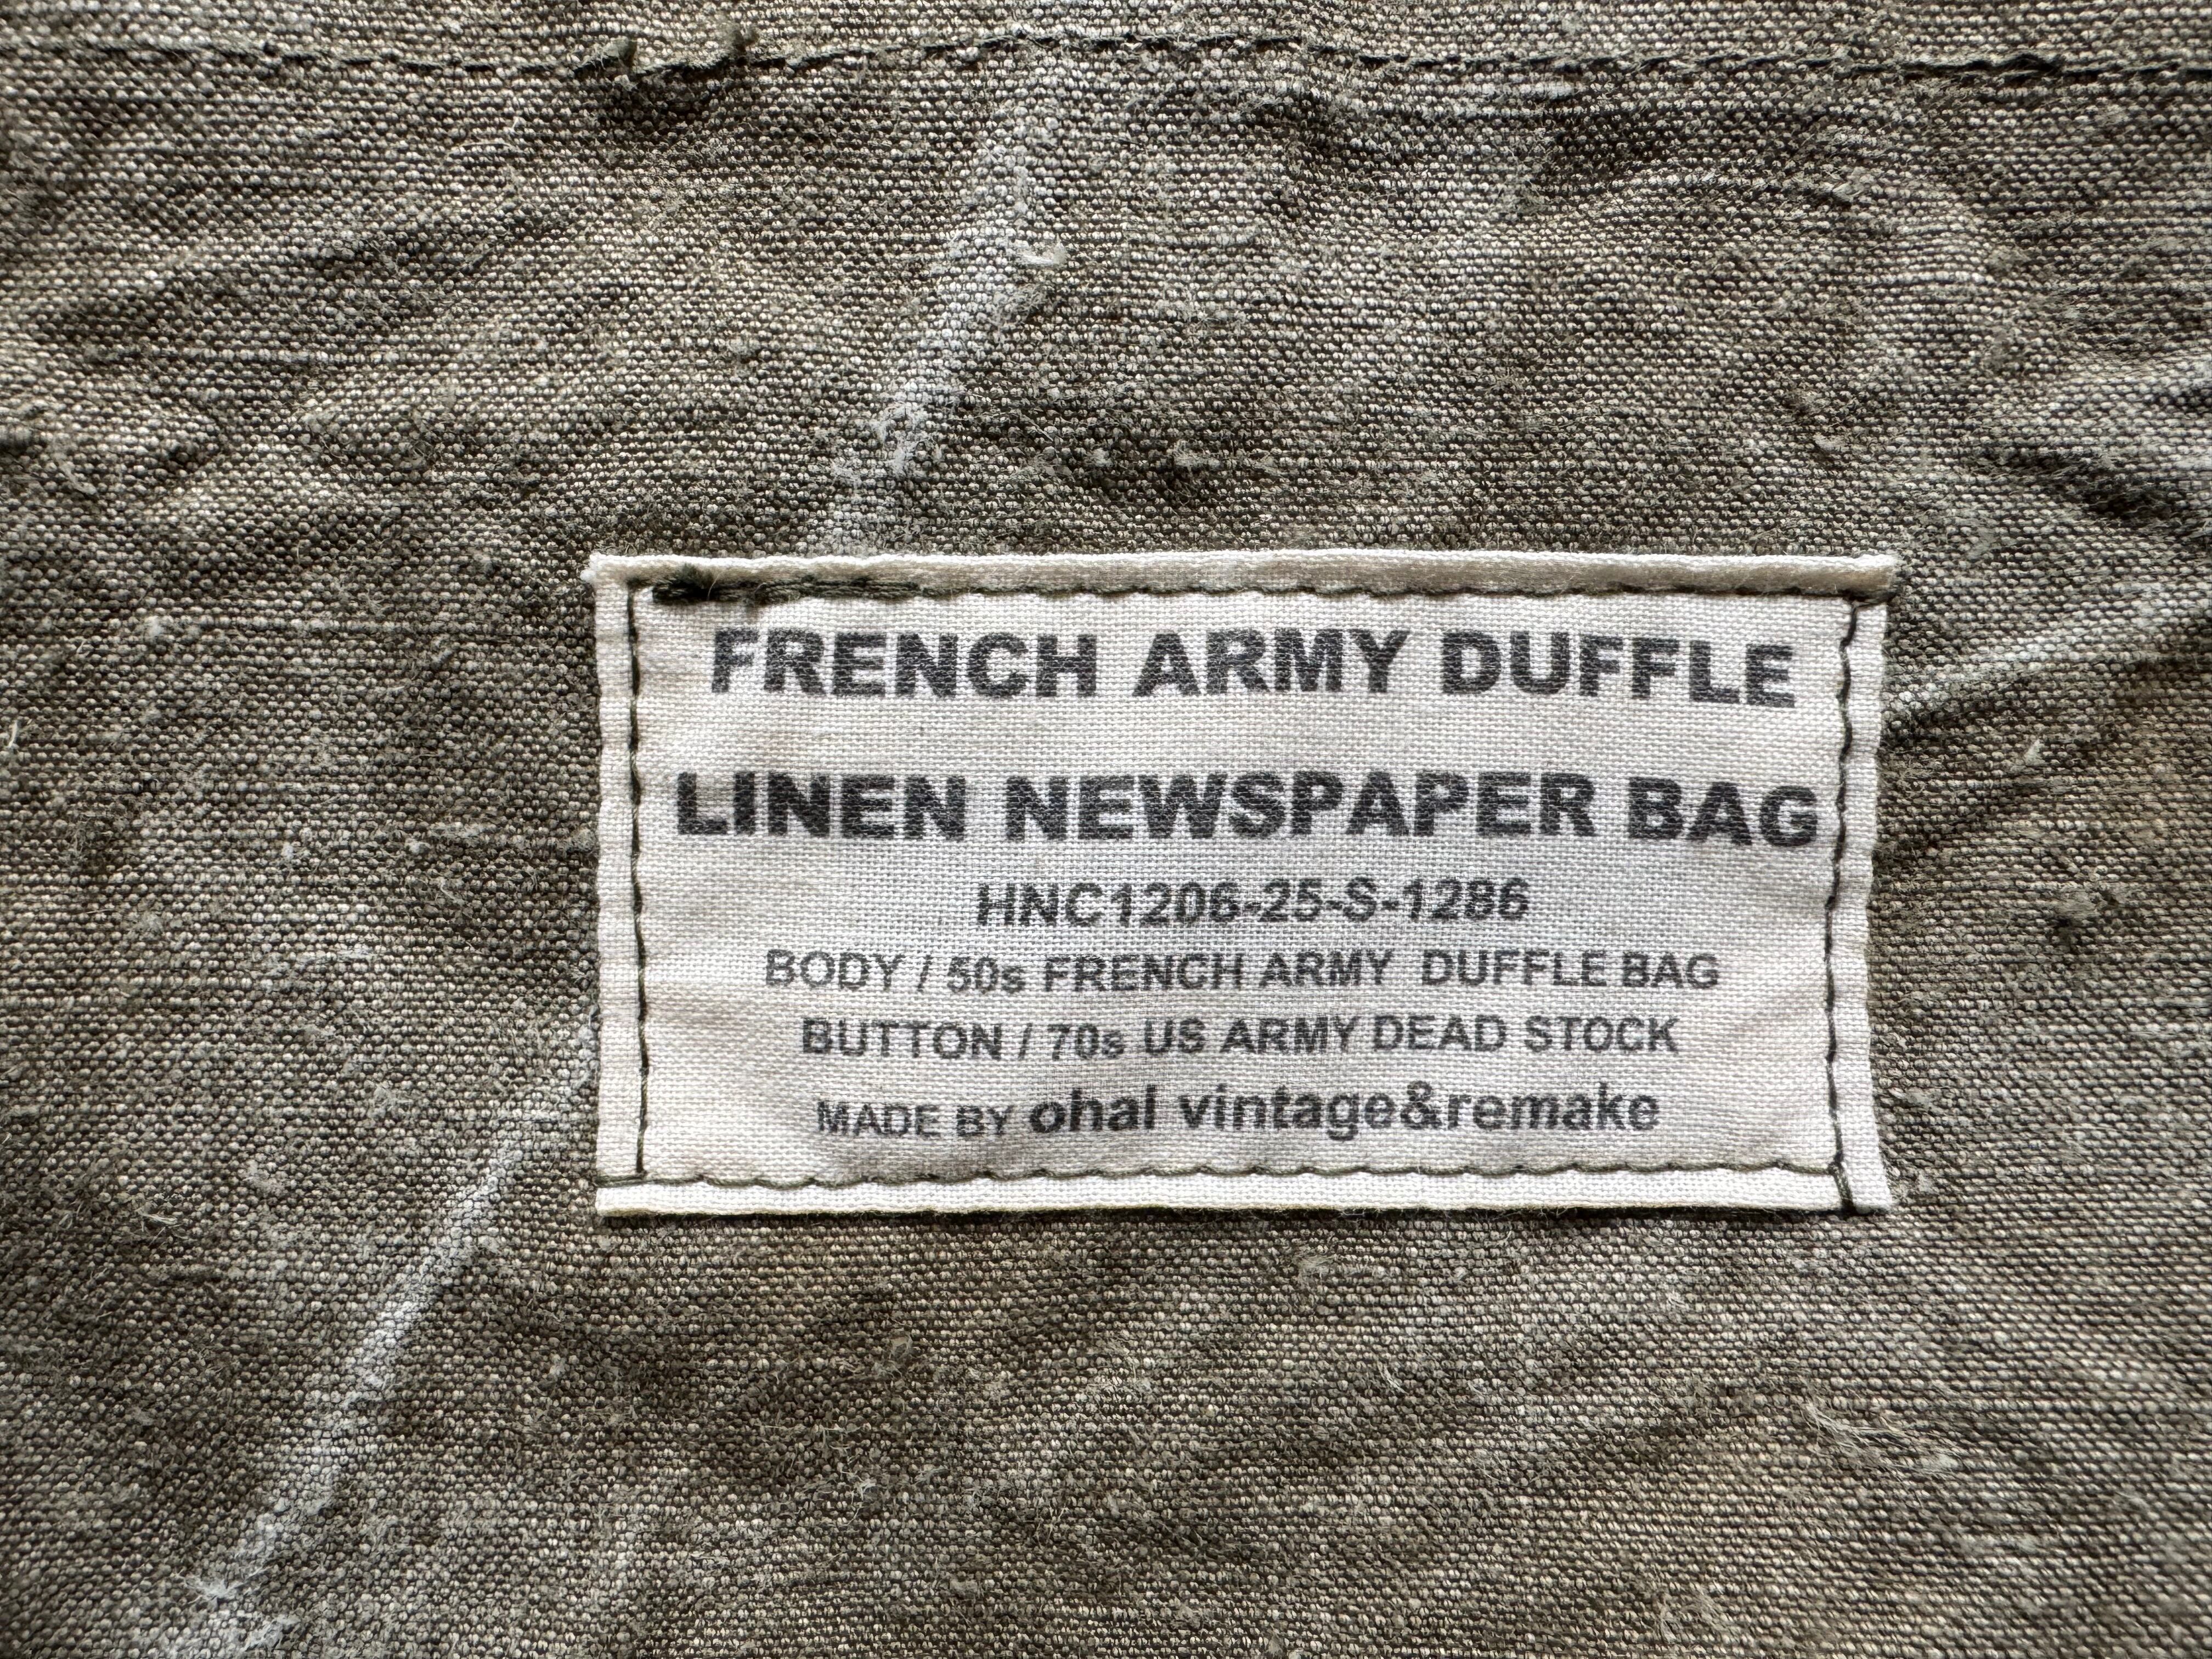 FRENCH ARMY DUFFLE
LINEN NEWSPAPER BAG
HNC1206-25-S-1286
BODY / 50s FRENCH ARMY DUFFLE BAG
BUTTON / 70s US ARMY DEAD STOCK
MADE BY ohal vintage&remake